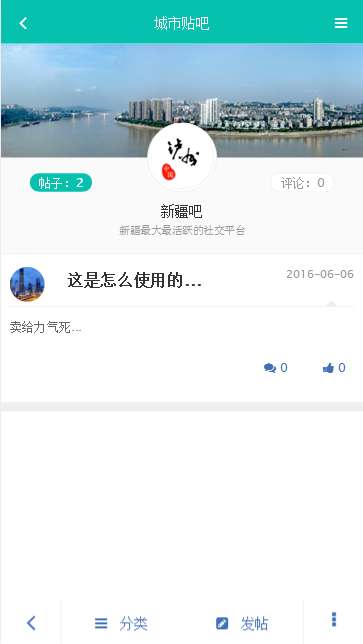 城市贴吧
泸州
帖子：2
评论：0
新疆吧
新疆最大最活跃的社交平台
这是怎么使用的...
2016-06-06
卖给力气死...
0
0
分类
发帖